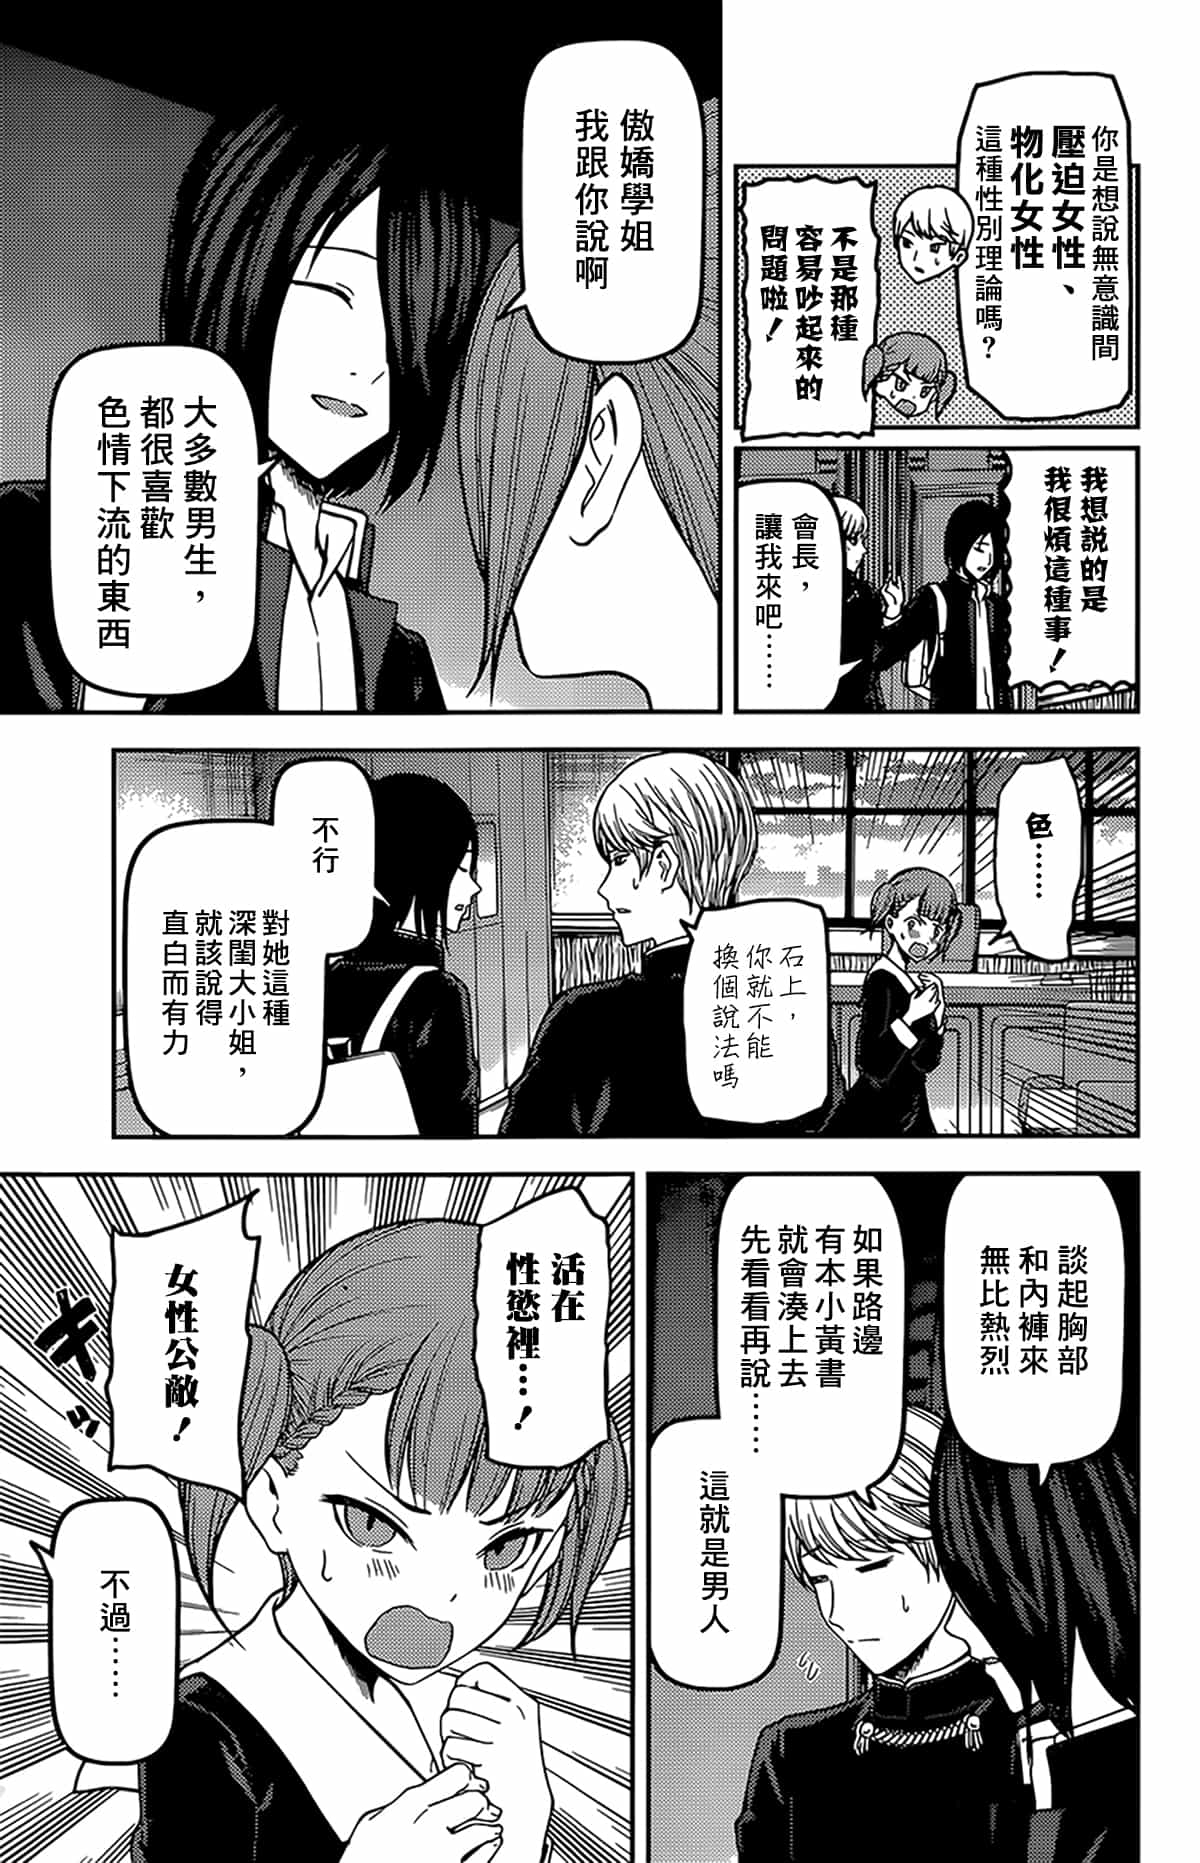 你是想說無意識間
壓迫女性、
物化女性
這種性別理論嗎？
不是那種
容易吵起來的
問題啦！
我想説的是
我很煩這種事！
會長，
讓我來吧……
傲嬌學姐
我跟你說啊
大多數男生，
都很喜歡
色情下流的東西
色……
石上，
你就不能
換個說法嗎
不行
對她這種
深閨大小姐，
就該說得
直白而有力
談起胸部
和內褲來
無比熱烈
如果路邊
有本小黃書
就會湊上去
先看看再說……
這就是男人
活在
性慾裡…！
女性公敵！
不過……